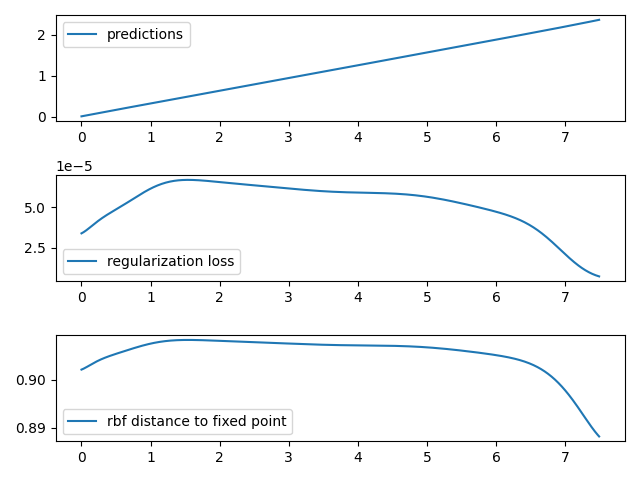 2
1
0
predictions
0 1 2 3 4 5 6 7
1e−5
5.0
2.5
regularization loss
0 1 2 3 4 5 6 7
0.90
0.89
rbf distance to fixed point
0 1 2 3 4 5 6 7